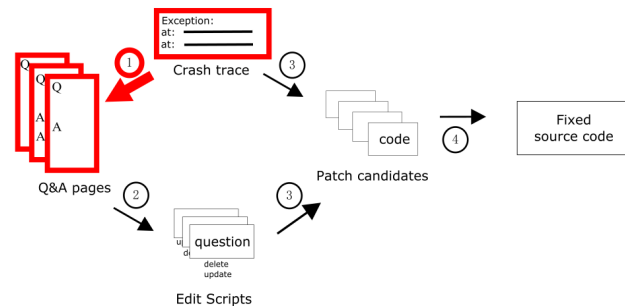 Exception:
at:
at:
Crash trace
1
3
Q
Q
Q
A
A
A
Q&A pages
code
Patch candidates
4
Fixed
source code
2
3
question
delete
update
Edit Scripts